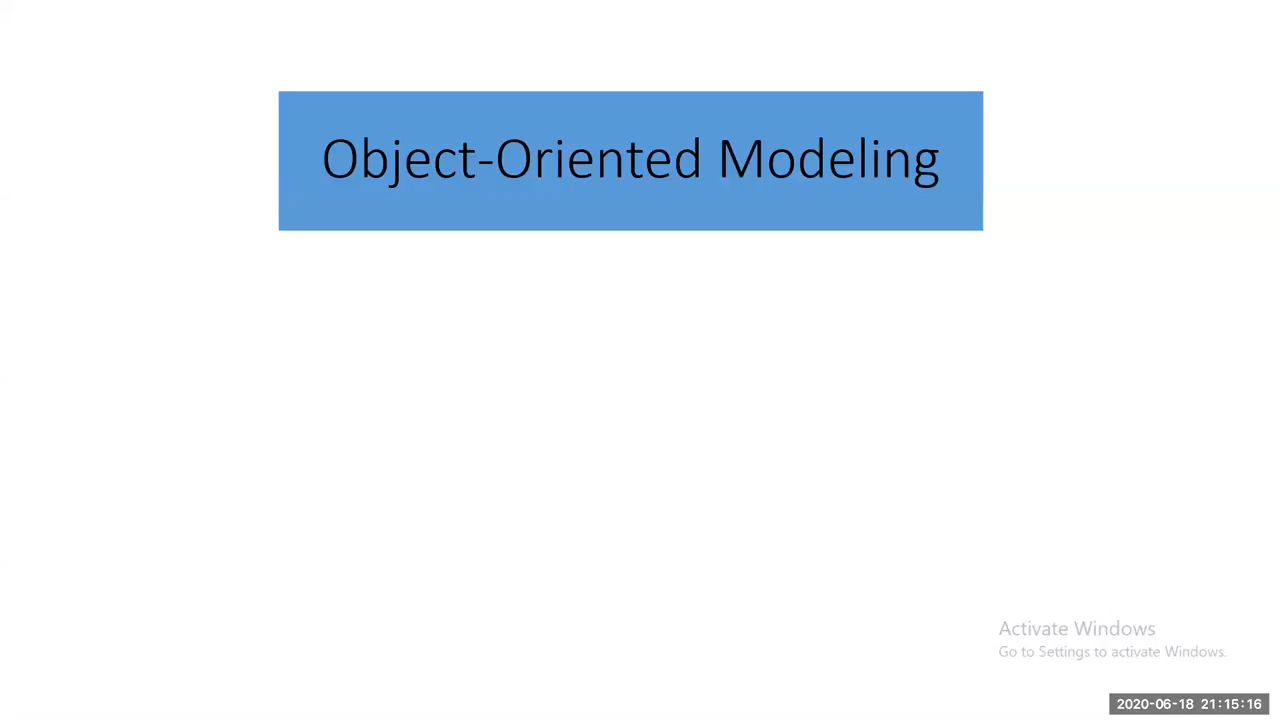 Object-Oriented Modeling
Activate Windows
Go to Settings to activate Windows.
2020-06-18 21:15:16